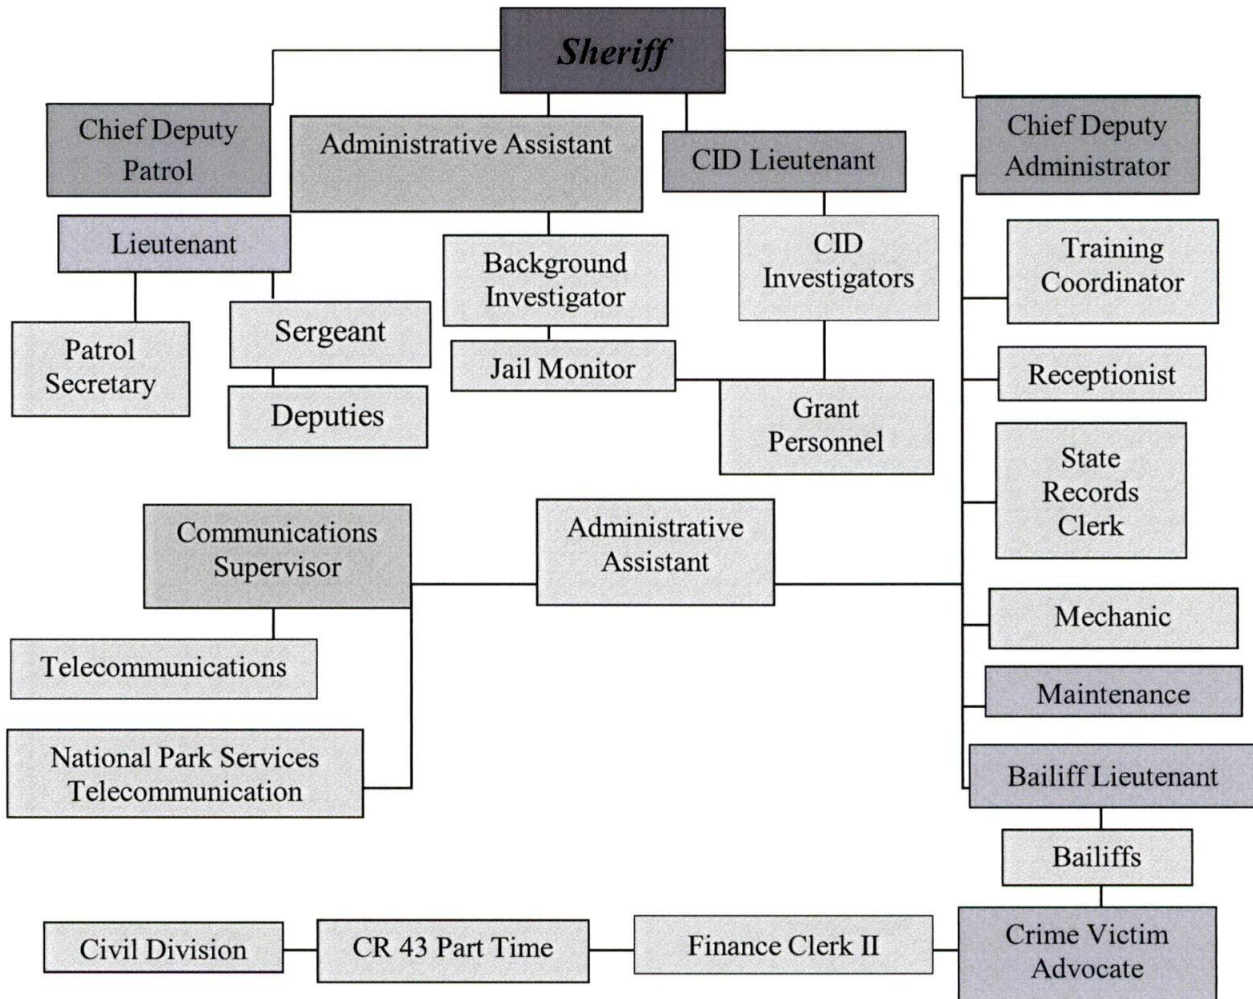 Sheriff
Chief Deputy
Patrol
Administrative Assistant
CID Lieutenant
Chief Deputy
Administrator
Lieutenant
Background
Investigator
CID
Investigators
Training
Coordinator
Patrol
Secretary
Sergeant
Jail Monitor
Receptionist
Deputies
Grant
Personnel
State
Records
Clerk
Communications
Supervisor
Administrative
Assistant
Mechanic
Telecommunications
Maintenance
National Park Services
Telecommunication
Bailiff Lieutenant
Bailiffs
Civil Division
CR 43 Part Time
Finance Clerk II
Crime Victim
Advocate